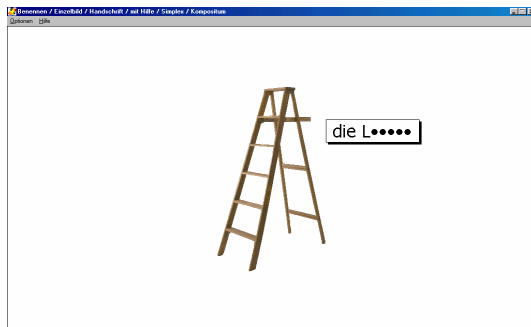 Benennen / Einzelbild / Handschrift / mit Hilfe / Simplex / Kompositum
Optionen Hilfe
die L●●●●●